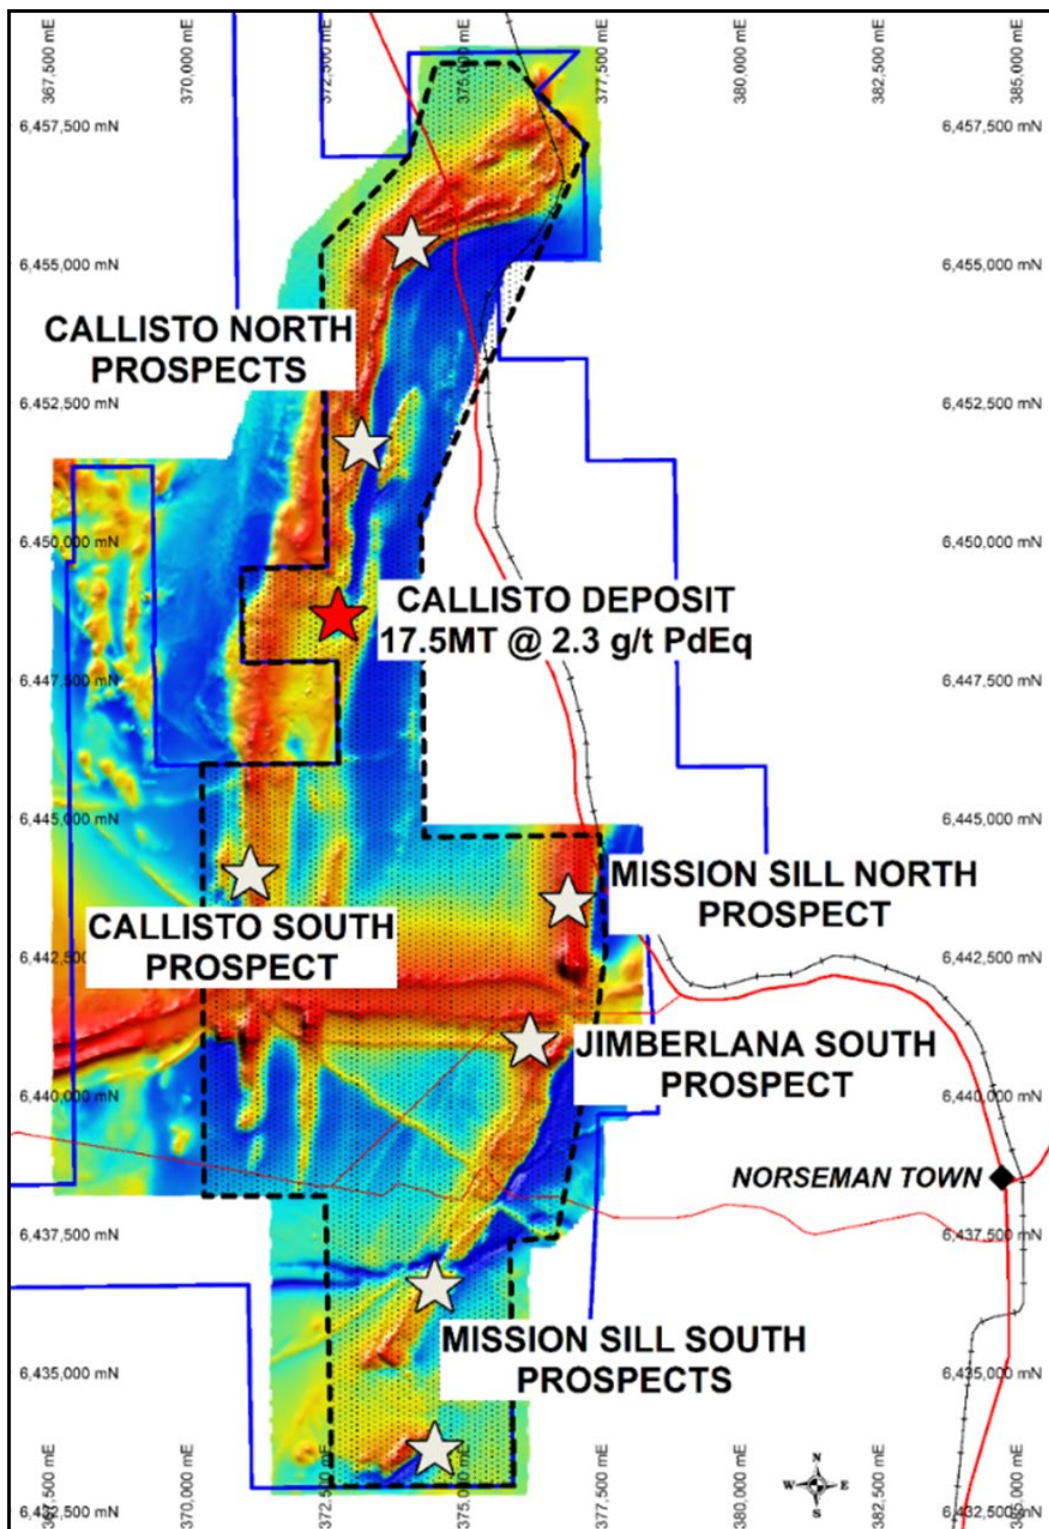 367,500 mE
370,000 mE
372,500 mE
375,000 mE
377,500 mE
380,000 mE
382,500 mE
385,000 mE
6,457,500 mN
6,457,500 mN
6,455,000 mN
6,455,000 mN
CALLISTO NORTH
PROSPECTS
6,452,500 mN
6,452,500 mN
6,450,000 mN
6,450,000 mN
CALLISTO DEPOSIT
17.5MT @ 2.3 g/t PdEq
6,447,500 mN
6,447,500 mN
6,445,000 mN
6,445,000 mN
MISSION SILL NORTH
PROSPECT
CALLISTO SOUTH
PROSPECT
6,442,500 mN
6,442,500 mN
JIMBERLANA SOUTH
PROSPECT
6,440,000 mN
6,440,000 mN
NORSEMAN TOWN
6,437,500 mN
6,437,500 mN
MISSION SILL SOUTH
PROSPECTS
6,435,000 mN
6,435,000 mN
367,500 mE
370,000 mE
372,500 mE
375,000 mE
377,500 mE
380,000 mE
382,500 mE
385,000 mE
N
W E
S
6,432,500 mN
6,432,500 mN